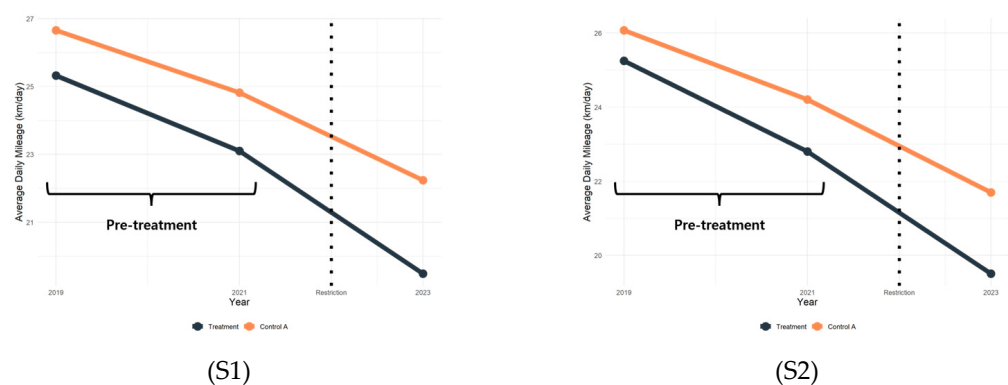 Average Daily Mileage (km/day)
27
25
23
21
Pre-treatment
2019
2021
Restriction
2023
Year
Treatment
Control A
(S1)
Average Daily Mileage (km/day)
26
24
22
20
Pre-treatment
2019
2021
Restriction
2023
Year
Treatment
Control A
(S2)